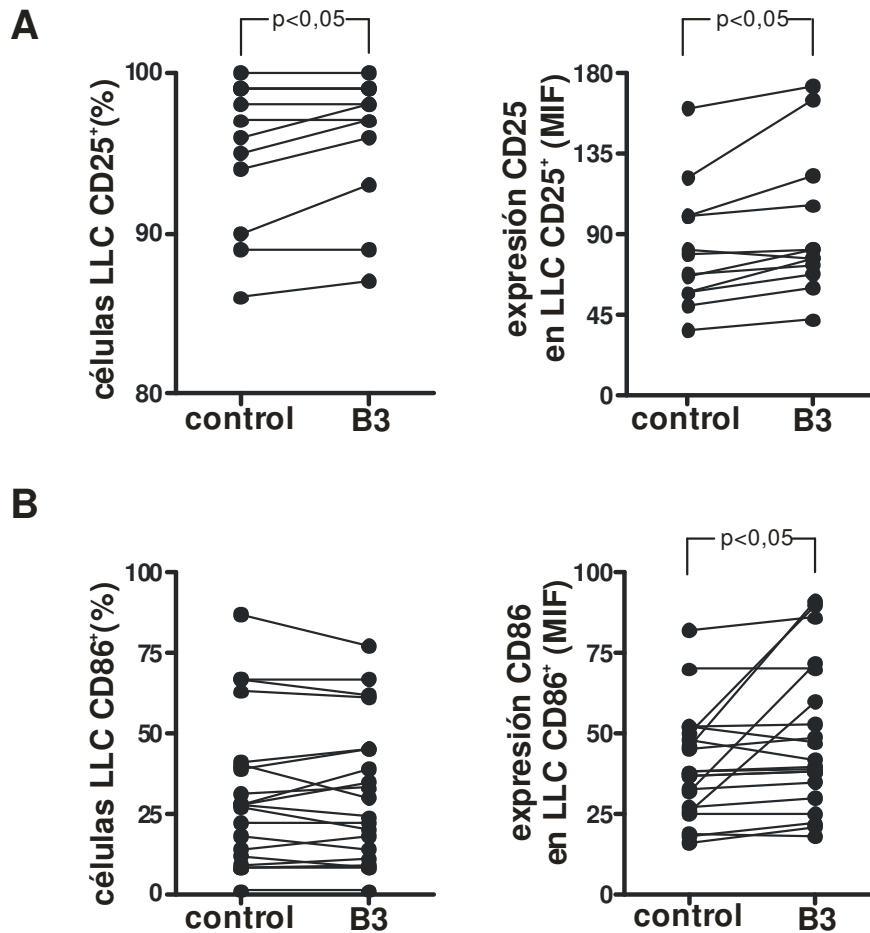 A
p<0,05
células LLC CD25⁺(%)
100
90
80
control
B3
p<0,05
expresión CD25
en LLC CD25⁺ (MIF)
180
135
90
45
0
control
B3
B
células LLC CD86⁺(%)
100
75
50
25
0
control
B3
p<0,05
expresión CD86
en LLC CD86⁺ (MIF)
100
75
50
25
0
control
B3